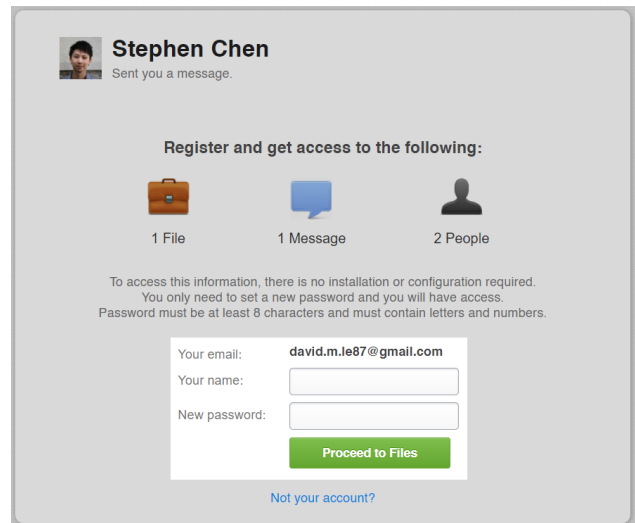 Stephen Chen
Sent you a message.
Register and get access to the following:
1 File
1 Message
2 People
To access this information, there is no installation or configuration required.
You only need to set a new password and you will have access.
Password must be at least 8 characters and must contain letters and numbers.
Your email: david.m.le87@gmail.com
Your name:
New password:
Proceed to Files
Not your account?